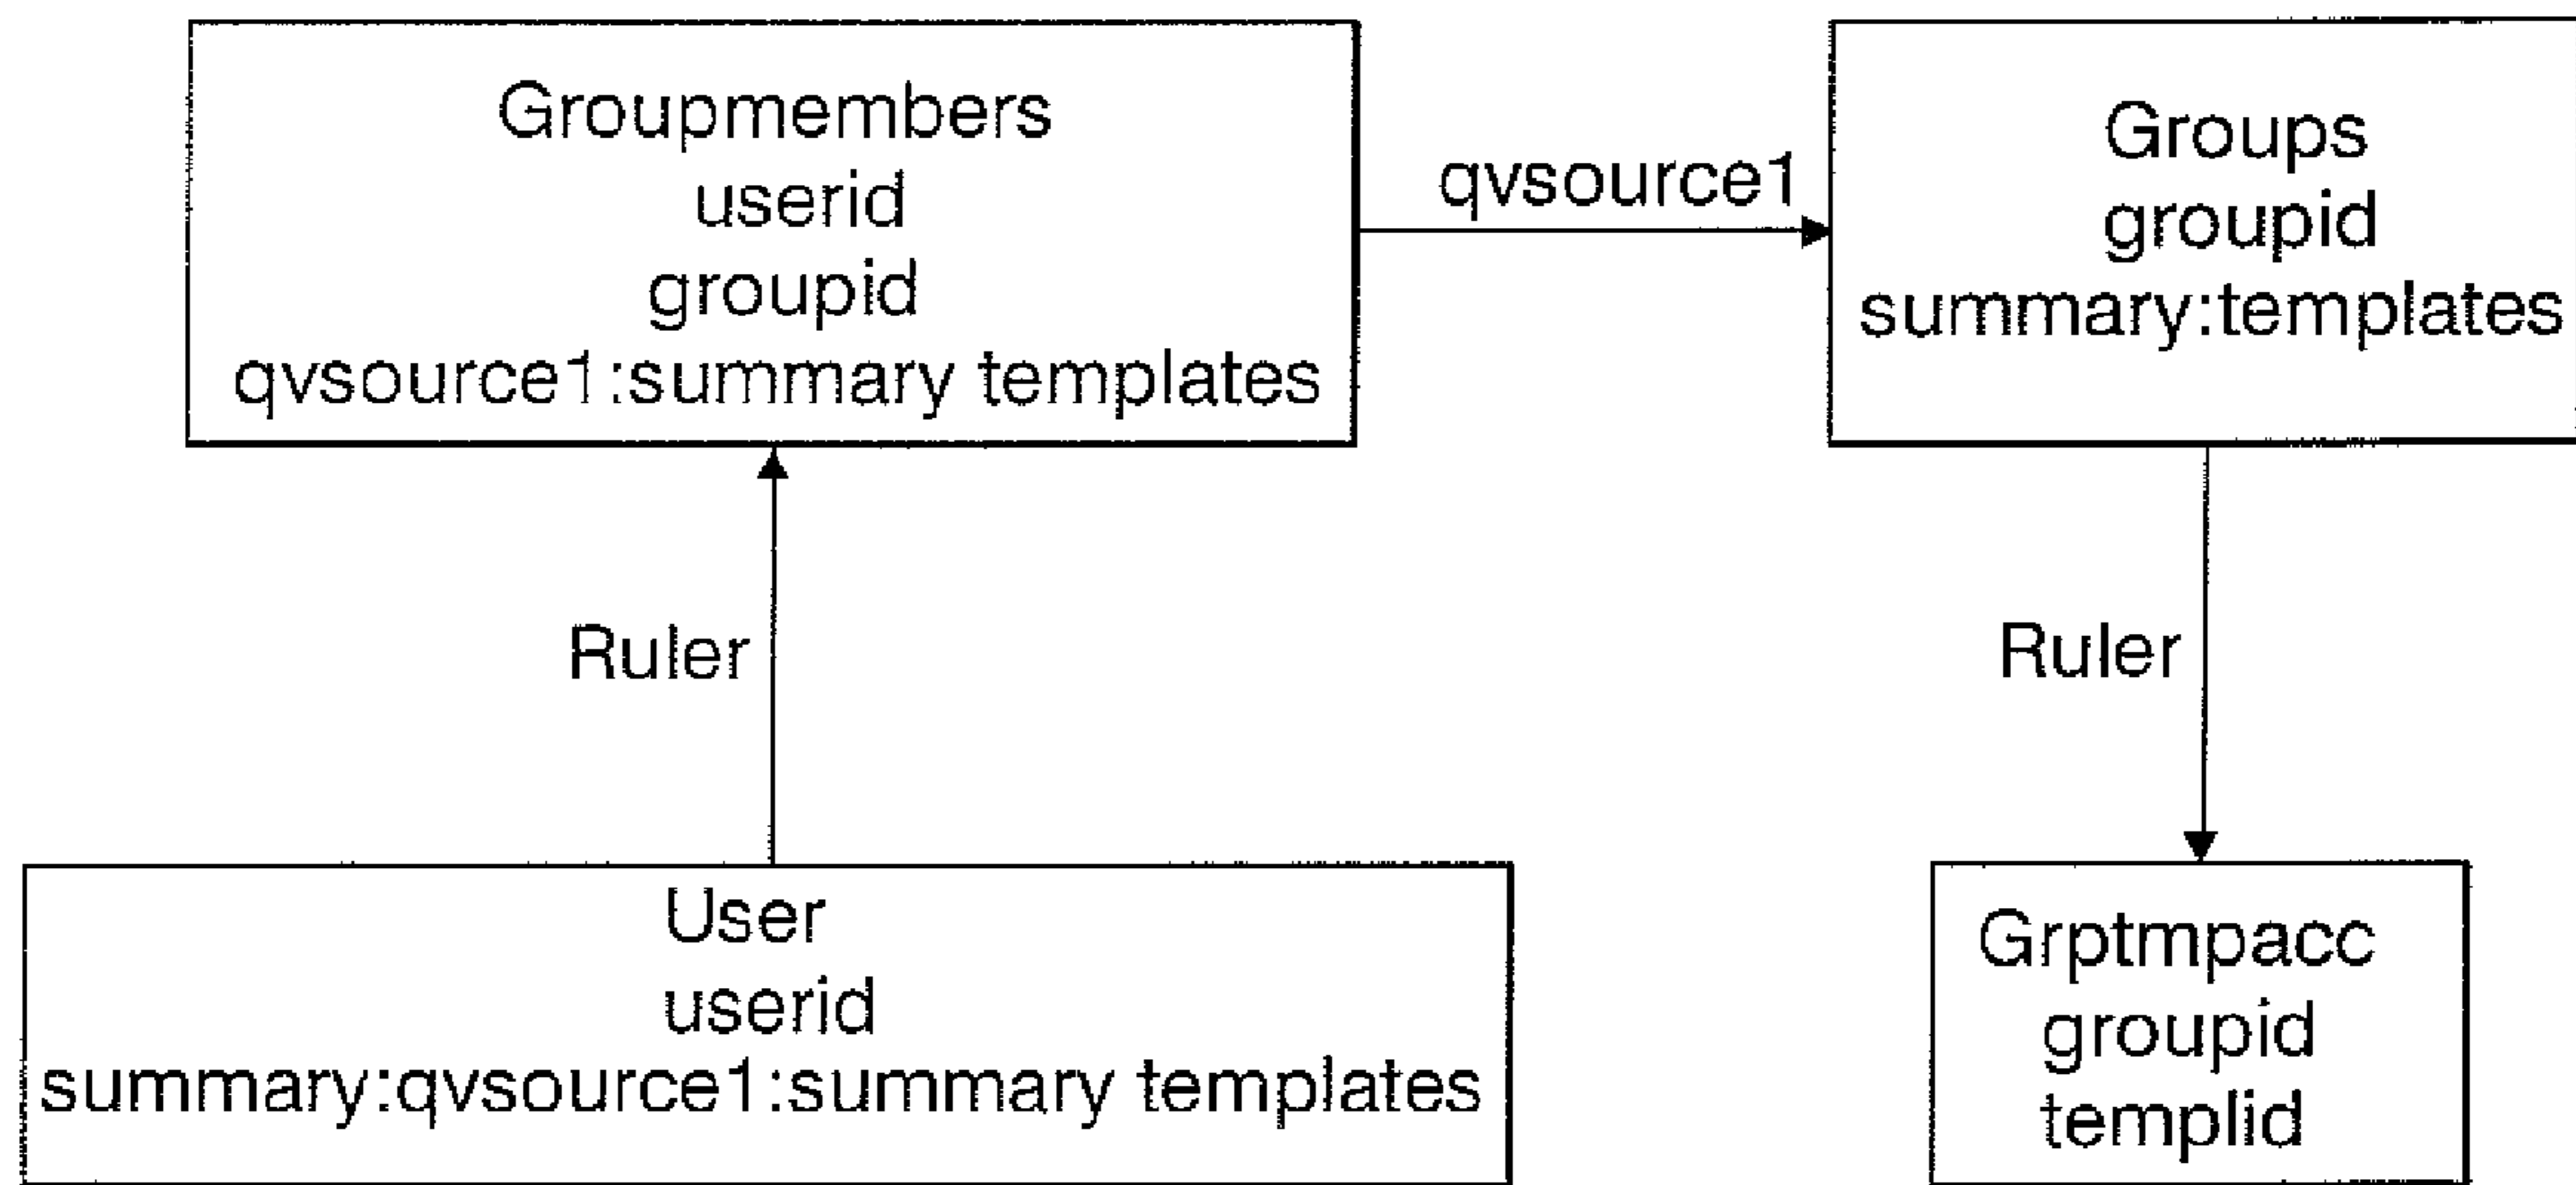 Groupmembers
userid
groupid
qvsource1:summary templates
qvsource1
Groups
groupid
summary:templates
Ruler
Ruler
User
userid
summary:qvsource1:summary templates
Grptmpacc
groupid
templid